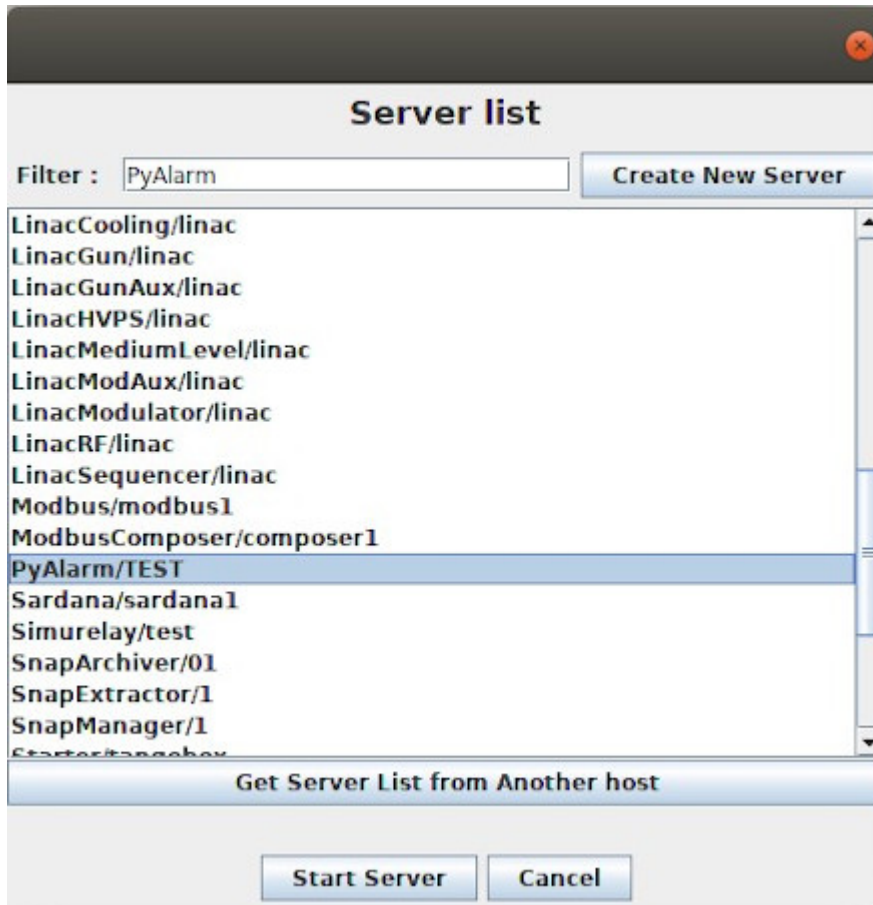 Server list
Filter : PyAlarm Create New Server
LinacCooling/linac
LinacGun/linac
LinacGunAux/linac
LinacHVPS/linac
LinacMediumLevel/linac
LinacModAux/linac
LinacModulator/linac
LinacRF/linac
LinacSequencer/linac
Modbus/modbus1
ModbusComposer/composer1
PyAlarm/TEST
Sardana/sardana1
Simurelay/test
SnapArchiver/01
SnapExtractor/1
SnapManager/1
Starter/tangobox
Get Server List from Another host
Start Server Cancel